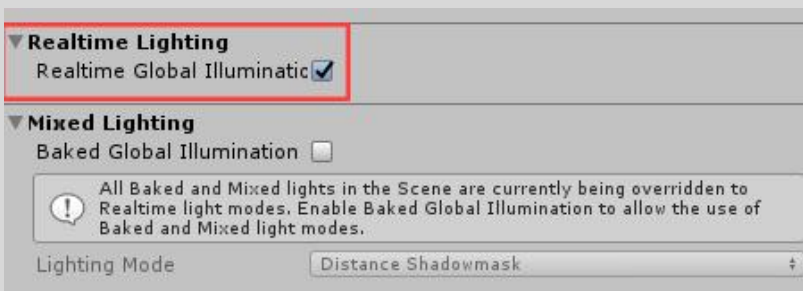 Realtime Lighting
Realtime Global Illuminatic
Mixed Lighting
Baked Global Illumination
All Baked and Mixed lights in the Scene are currently being overridden to
Realtime light modes. Enable Baked Global Illumination to allow the use of
Baked and Mixed light modes.
Lighting Mode Distance Shadowmask